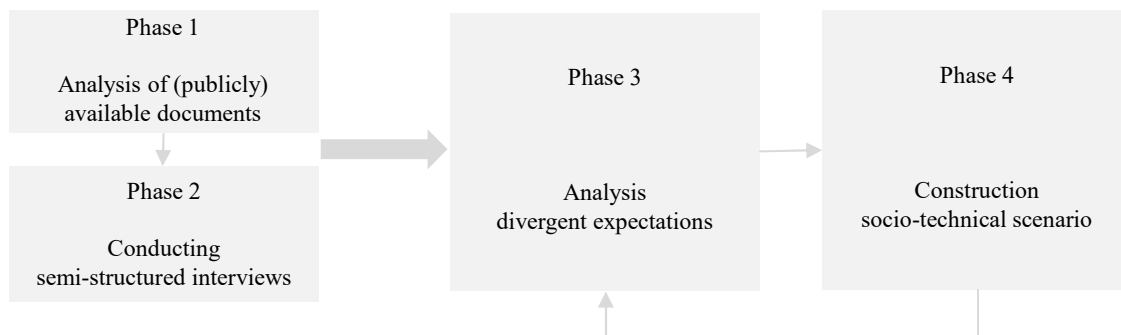 Phase 1
Analysis of (publicly)
available documents
Phase 2
Conducting
semi-structured interviews
Phase 3
Analysis
divergent expectations
Phase 4
Construction
socio-technical scenario